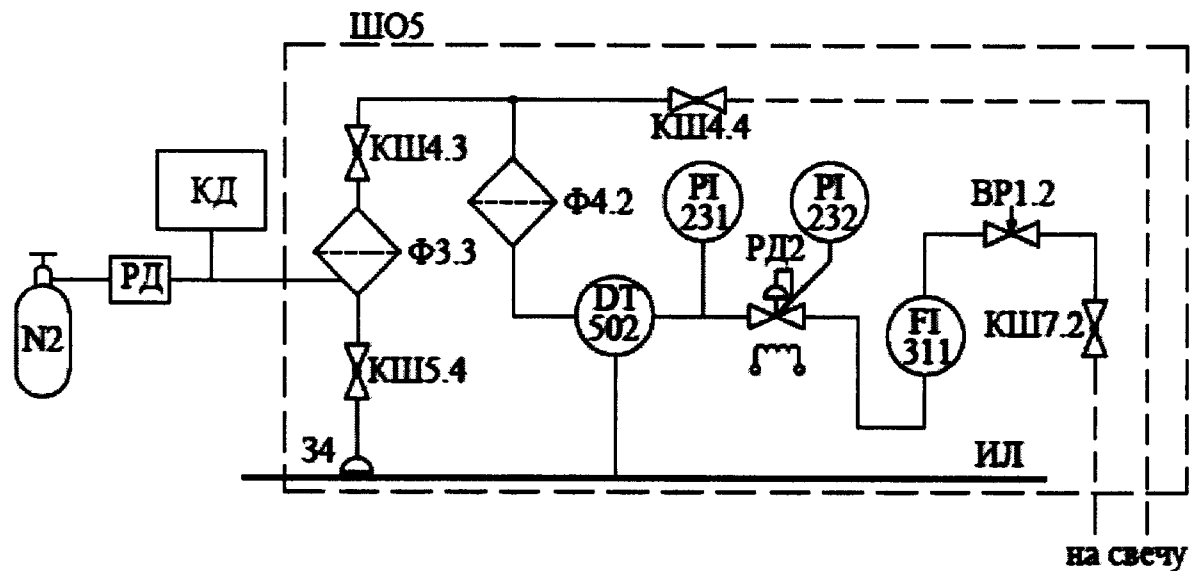 ШО5
КШ4.4
КШ4.3
КД
Ф4.2
PI
231
PI
232
ВР1.2
РД2
Ф3.3
РД
N2
DT
502
FI
311
КШ7.2
КШ5.4
З4
ИЛ
на свечу